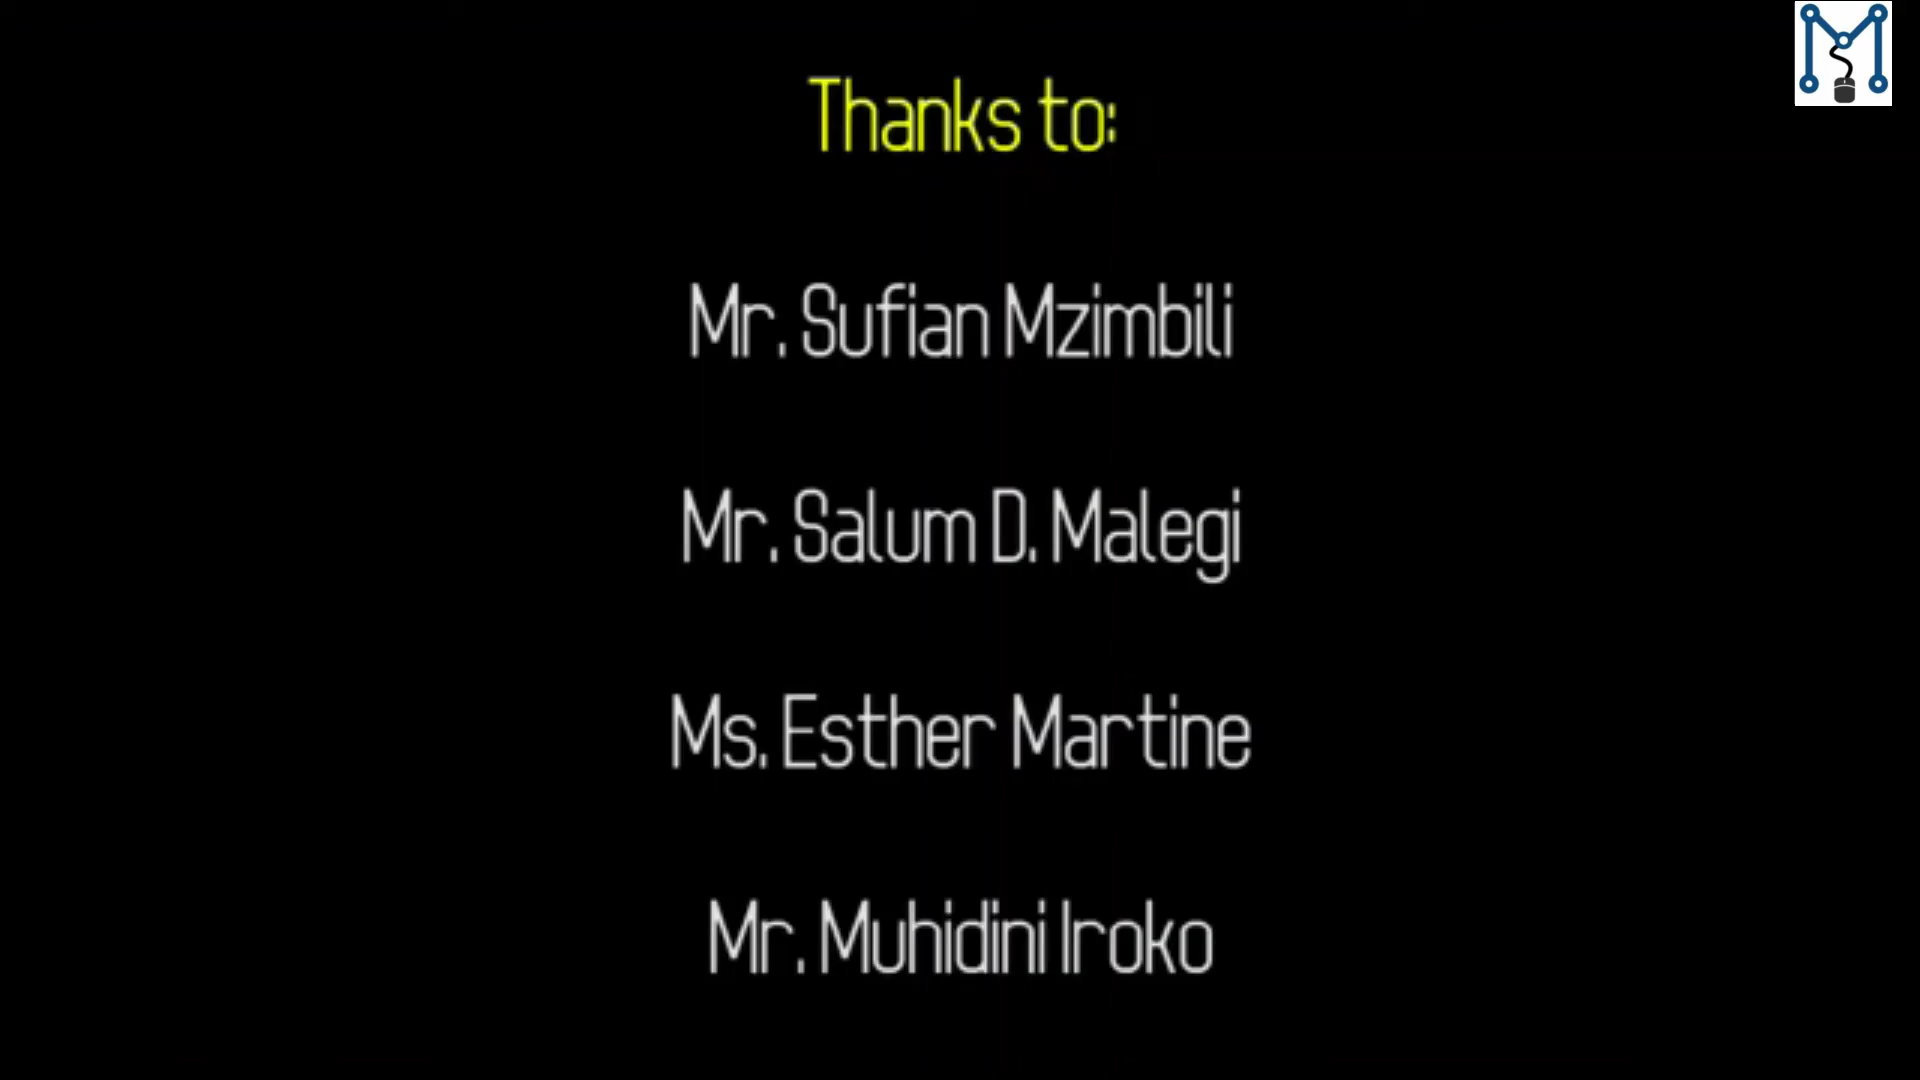 Thanks to:
Mr. Sufian Mzimbili
Mr. Salum D. Malegi
Ms. Esther Martine
Mr. Muhidini Iroko